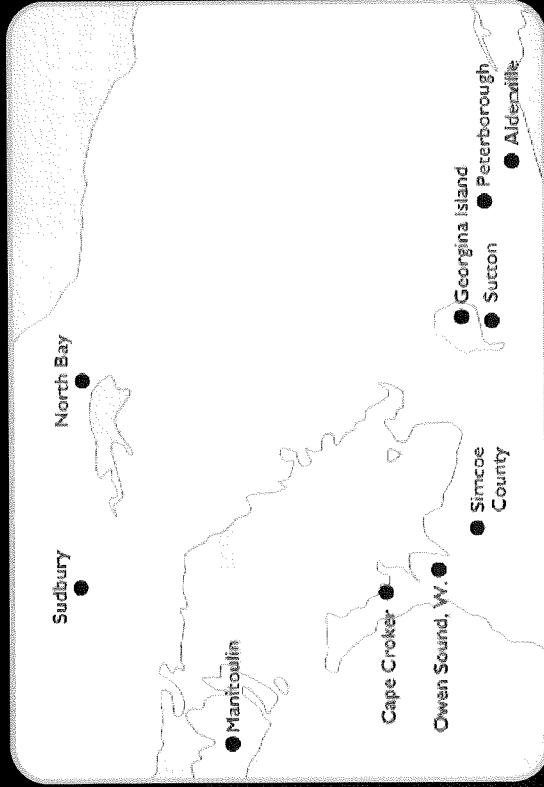 Sudbury
North Bay
Manitoulin
Cape Croker
Owen Sound, W.
Simcoe
County
Georgina Island
Sutton
Peterborough
Alderville